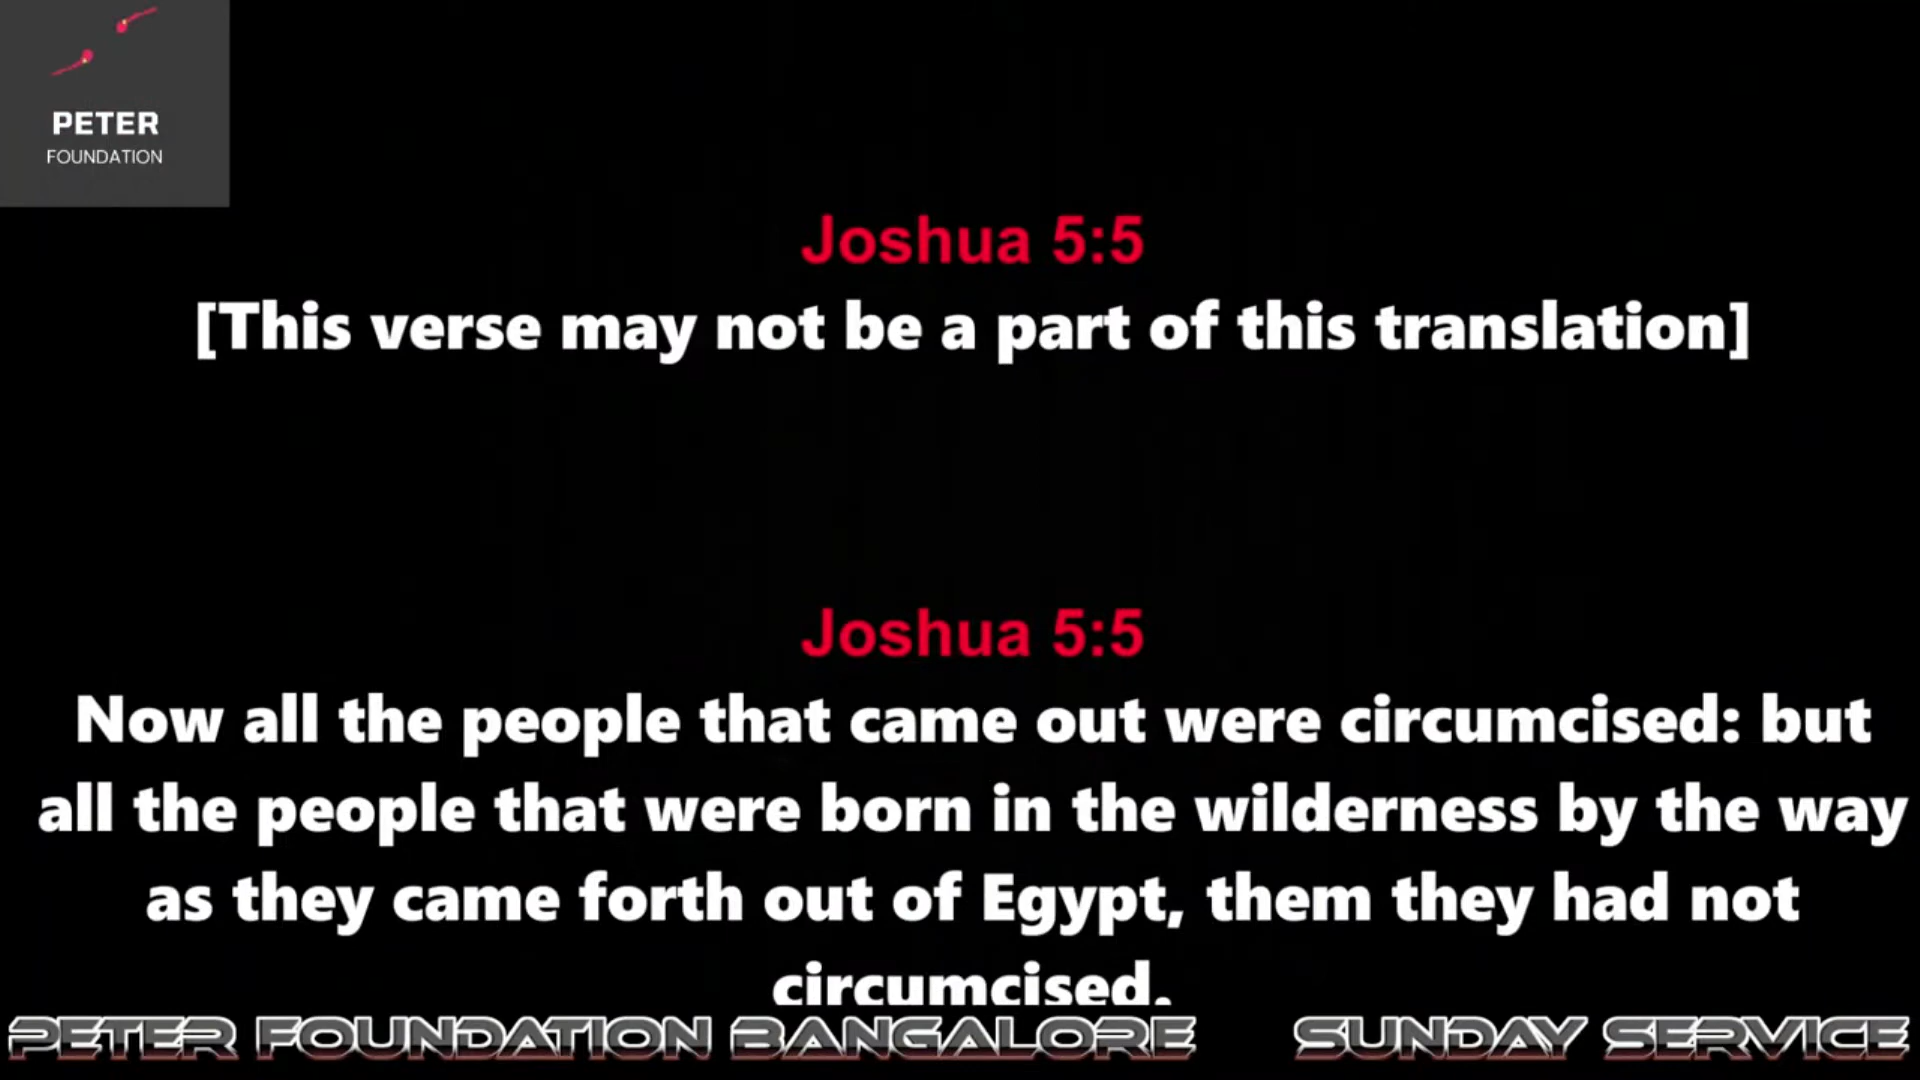 PETER
FOUNDATION
Joshua 5:5
[This verse may not be a part of this translation]
Joshua 5:5
Now all the people that came out were circumcised: but
all the people that were born in the wilderness by the way
as they came forth out of Egypt, them they had not
circumcised.
PETER FOUNDATION BANGALORE SUNDAY SERVICE